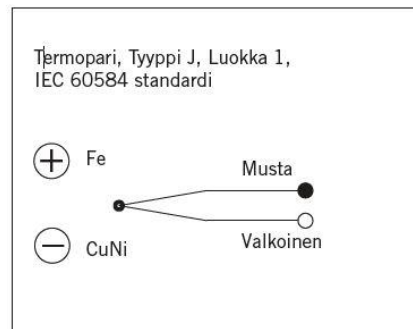 Termopari, Tyyppi J, Luokka 1,
IEC 60584 standardi
+ Fe
Musta
− CuNi
Valkoinen